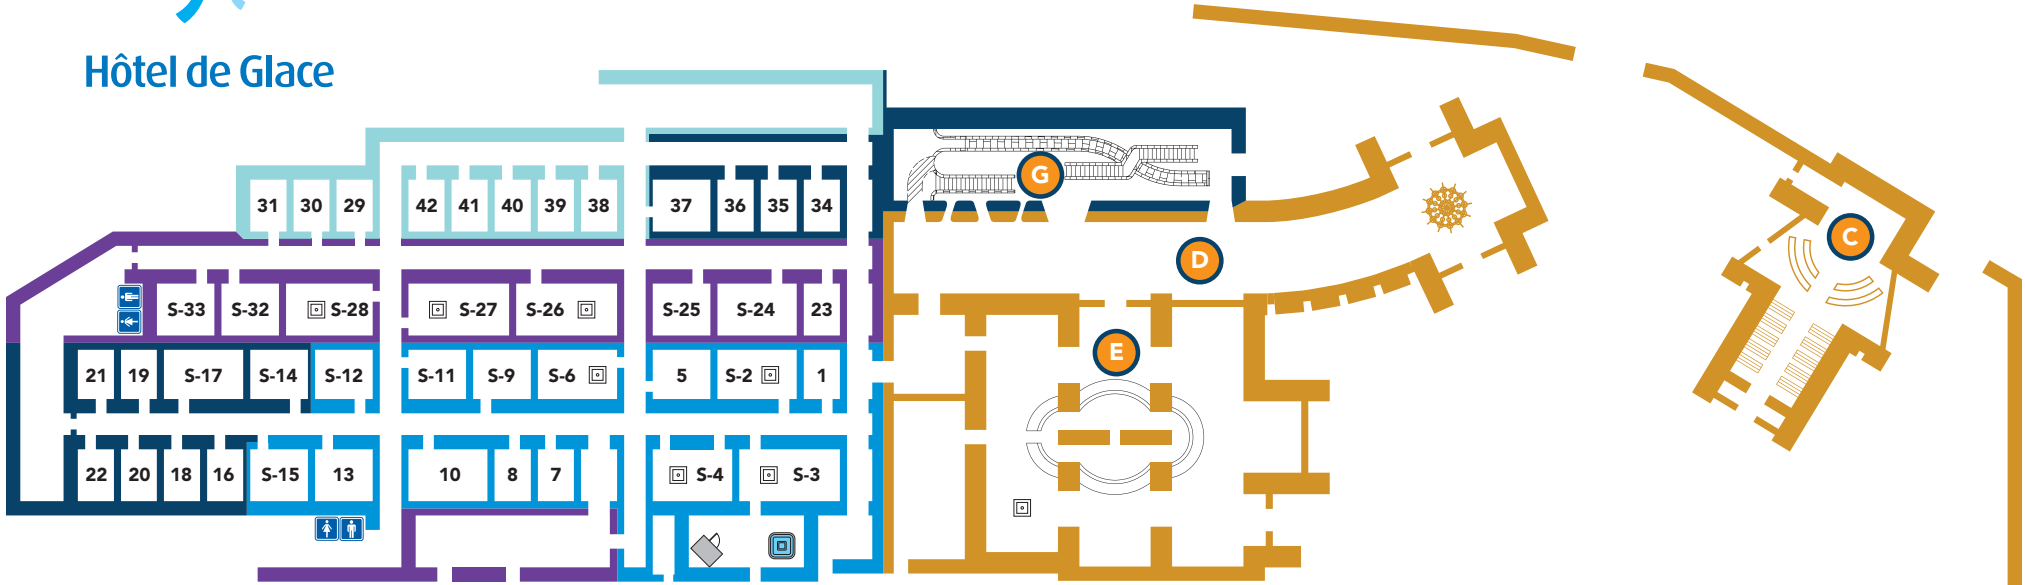 Hôtel de Glace
G
31 30 29 42 41 40 39 38 37 36 35 34
C
D
S-33 S-32 S-28 S-27 S-26 S-25 S-24 23
E
21 19 S-17 S-14 S-12 S-11 S-9 S-6 5 S-2 1
22 20 18 16 S-15 13 10 8 7 S-4 S-3